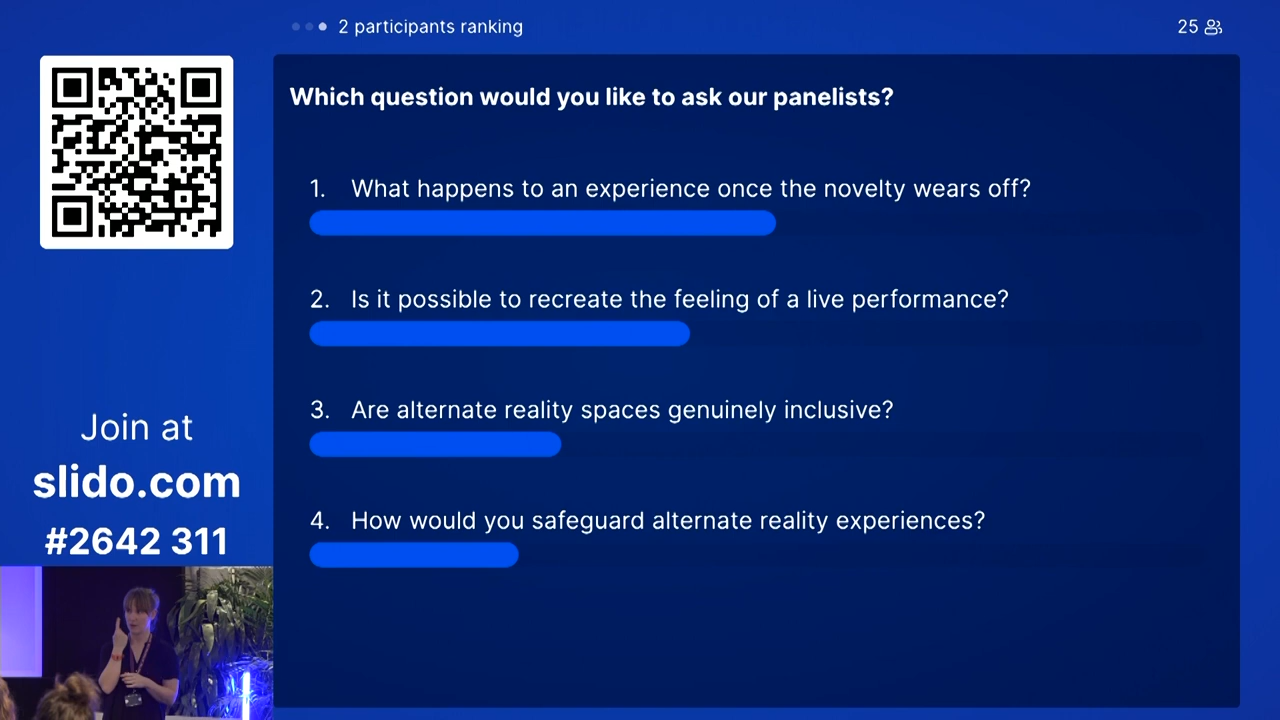 2 participants ranking
25
Which question would you like to ask our panelists?
1. What happens to an experience once the novelty wears off?
2. Is it possible to recreate the feeling of a live performance?
3. Are alternate reality spaces genuinely inclusive?
4. How would you safeguard alternate reality experiences?
Join at
slido.com
#2642 311